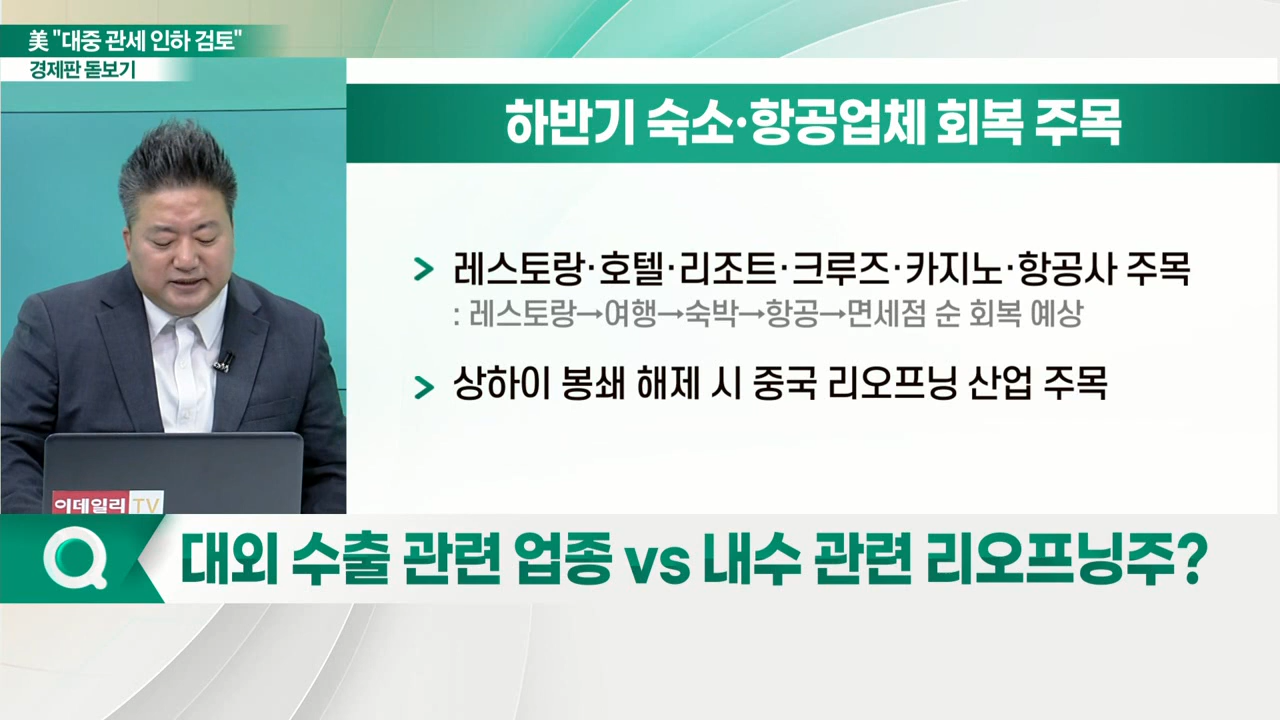 美 "대중 관세 인하 검토"
경제판 돋보기
하반기 숙소·항공업체 회복 주목
레스토랑·호텔·리조트·크루즈·카지노·항공사 주목
: 레스토랑→여행→숙박→항공→면세점 순 회복 예상
상하이 봉쇄 해제 시 중국 리오프닝 산업 주목
이데일리 TV
Q 대외 수출 관련 업종 vs 내수 관련 리오프닝주?